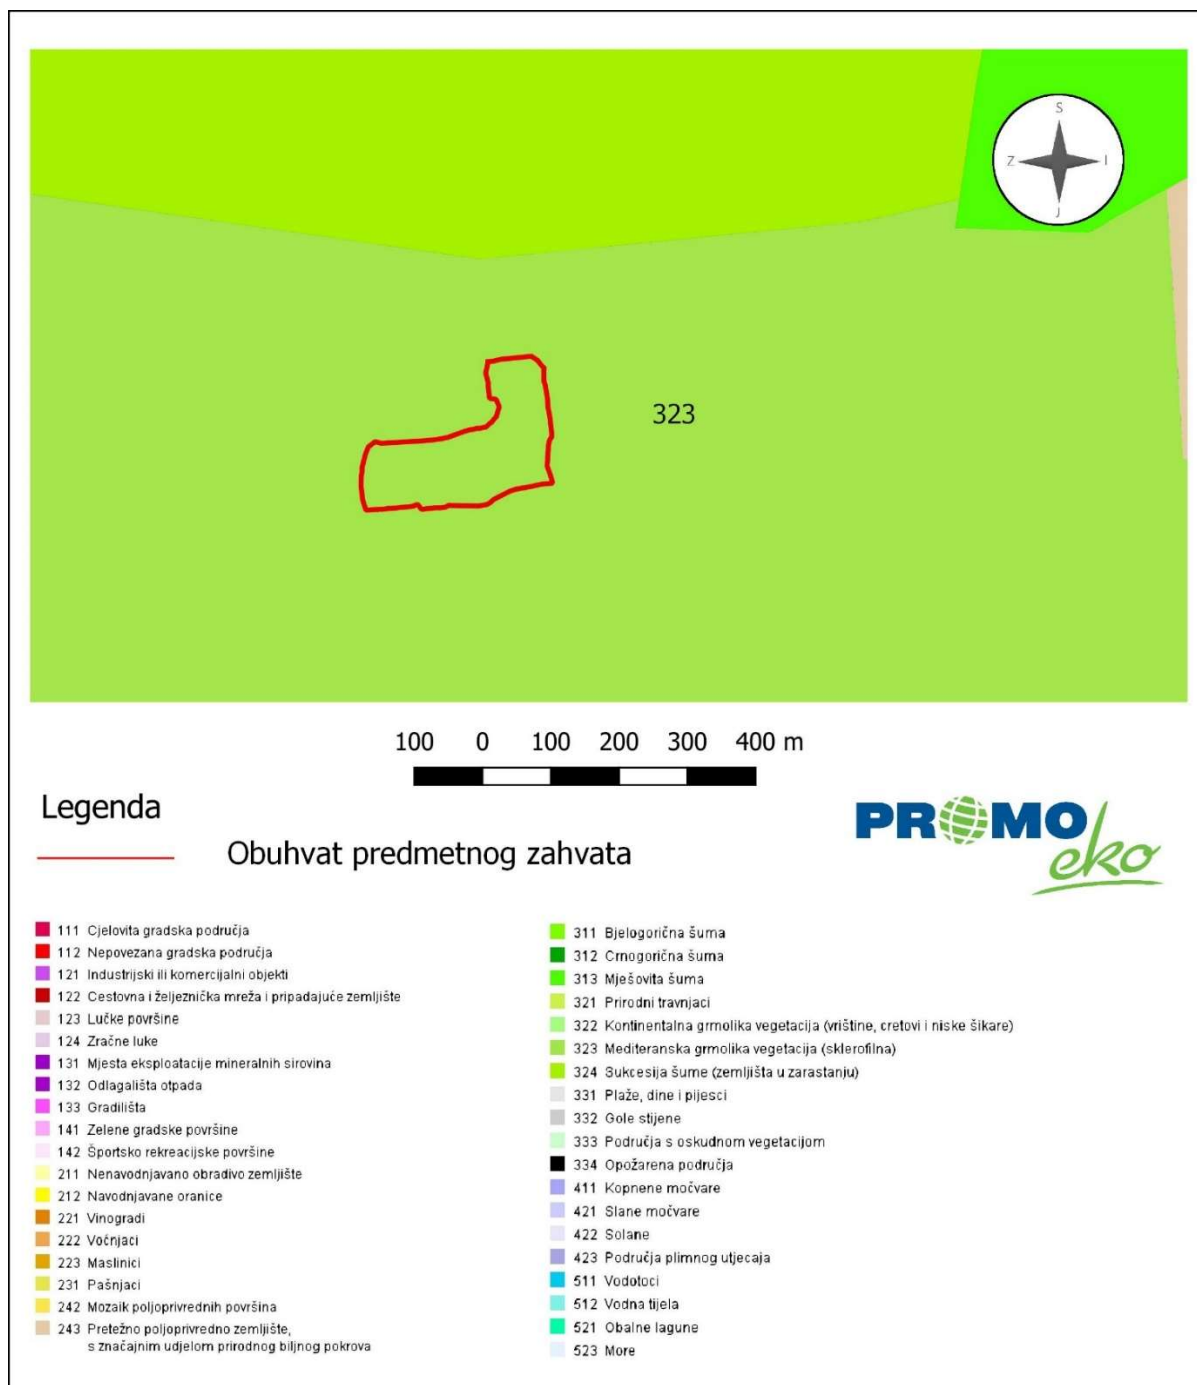 S
Z I
J
323
100 0 100 200 300 400 m
Legenda
Obuhvat predmetnog zahvata
PROMO
eko
111 Cjelovita gradska područja
112 Nepovezana gradska područja
121 Industrijski ili komercijalni objekti
122 Cestovna i željeznička mreža i pripadajuće zemljište
123 Lučke površine
124 Zračne luke
131 Mjesta eksploatacije mineralnih sirovina
132 Odlagališta otpada
133 Gradilišta
141 Zelene gradske površine
142 Športsko rekreacijske površine
211 Nenavodnjavano obradivo zemljište
212 Navodnjavane oranice
221 Vinogradi
222 Voćnjaci
223 Maslinici
231 Pašnjaci
242 Mozaik poljoprivrednih površina
243 Pretežno poljoprivredno zemljište,
s značajnim udjelom prirodnog biljnog pokrova
311 Bjelogorična šuma
312 Crnogorična šuma
313 Mješovita šuma
321 Prirodni travnjaci
322 Kontinentalna grmolika vegetacija (vrištine, cretovi i niske šikare)
323 Mediteranska grmolika vegetacija (sklerofilna)
324 Sukcesija šume (zemljišta u zarastanju)
331 Plaže, dine i pijesci
332 Gole stijene
333 Područja s oskudnom vegetacijom
334 Opožarena područja
411 Kopnene močvare
421 Slane močvare
422 Solane
423 Područja plimnog utjecaja
511 Vodotoci
512 Vodna tijela
521 Obalne lagune
523 More